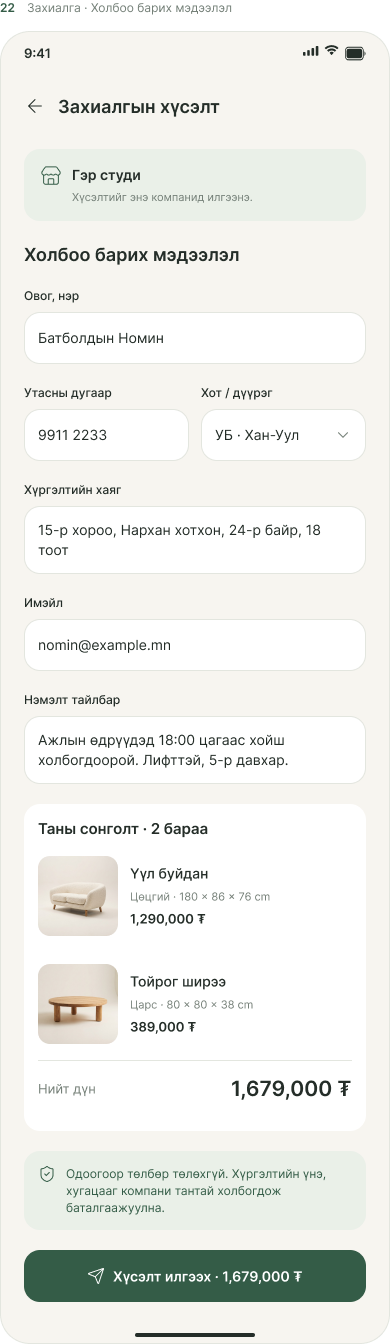 22 Захиалга · Холбоо барих мэдээлэл
9:41
Захиалгын хүсэлт
Гэр студи
Хүсэлтийг энэ компанид илгээнэ.
Холбоо барих мэдээлэл
Овог, нэр
Батболдын Номин
Утасны дугаар Хот / дүүрэг
9911 2233 УБ · Хан-Уул
Хүргэлтийн хаяг
15-р хороо, Нархан хотхон, 24-р байр, 18
тоот
Имэйл
nomin@example.mn
Нэмэлт тайлбар
Ажлын өдрүүдэд 18:00 цагаас хойш
холбогдоорой. Лифттэй, 5-р давхар.
Таны сонголт · 2 бараа
Үүл буйдан
Цөцгий · 180 × 86 × 76 cm
1,290,000 ₮
Тойрог ширээ
Царс · 80 × 80 × 38 cm
389,000 ₮
Нийт дүн 1,679,000 ₮
Одоогоор төлбөр төлөхгүй. Хүргэлтийн үнэ,
хугацааг компани тантай холбогдож
баталгаажуулна.
Хүсэлт илгээх · 1,679,000 ₮